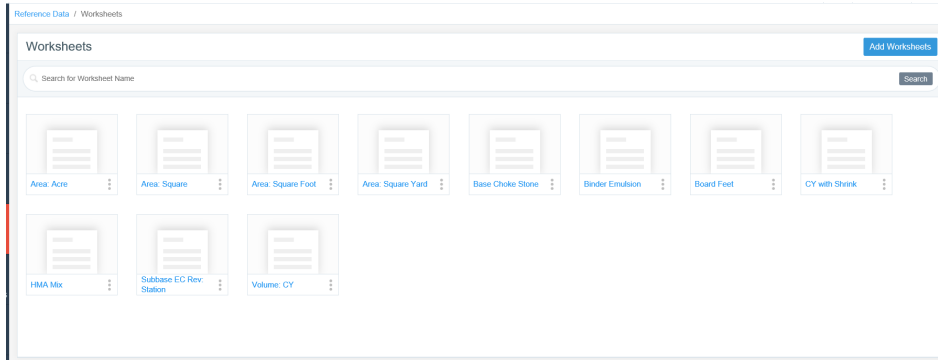 Reference Data / Worksheets
Worksheets
Add Worksheets
Search for Worksheet Name
Search
Area: Acre
Area: Square
Area: Square Foot
Area: Square Yard
Base Choke Stone
Binder Emulsion
Board Feet
CY with Shrink
HMA Mix
Subbase EC Rev:
Station
Volume: CY